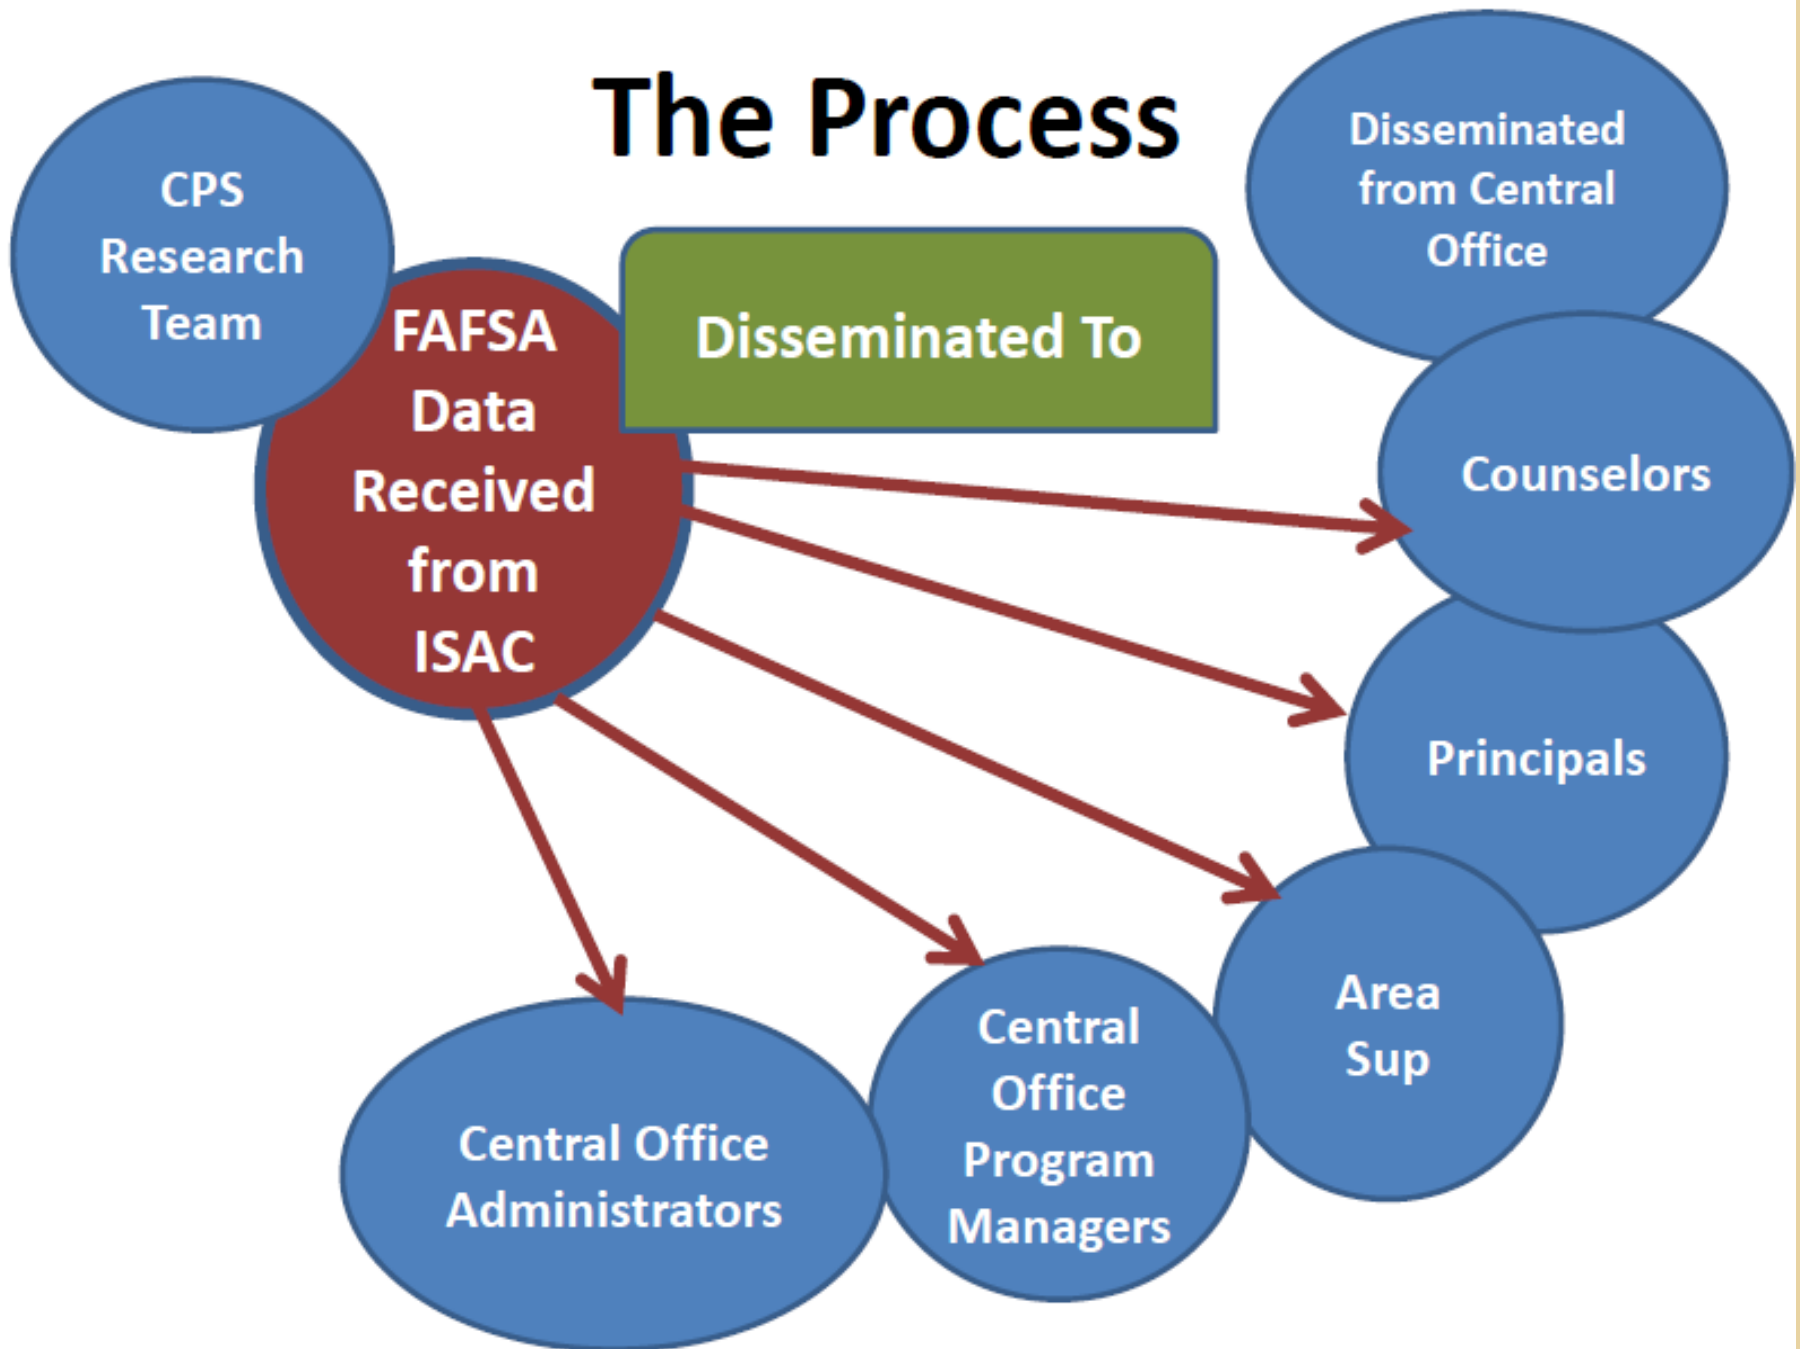 The Process
CPS
Research
Team
FAFSA
Data
Received
from
ISAC
Disseminated To
Disseminated
from Central
Office
Counselors
Principals
Area
Sup
Central
Office
Program
Managers
Central Office
Administrators